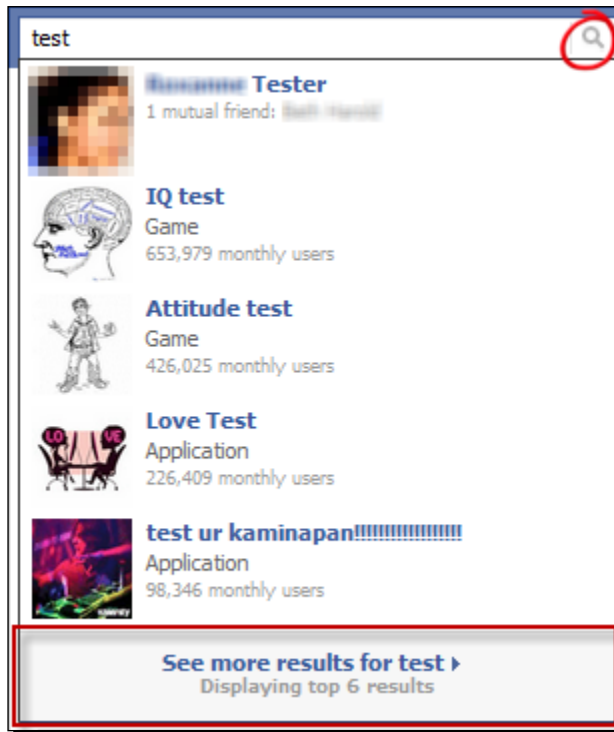 test
Tester
1 mutual friend:
IQ test
Game
653,979 monthly users
Attitude test
Game
426,025 monthly users
LO VE
Love Test
Application
226,409 monthly users
test ur kaminapan!!!!!!!!!!!!!!!!!!
Application
98,346 monthly users
See more results for test
Displaying top 6 results